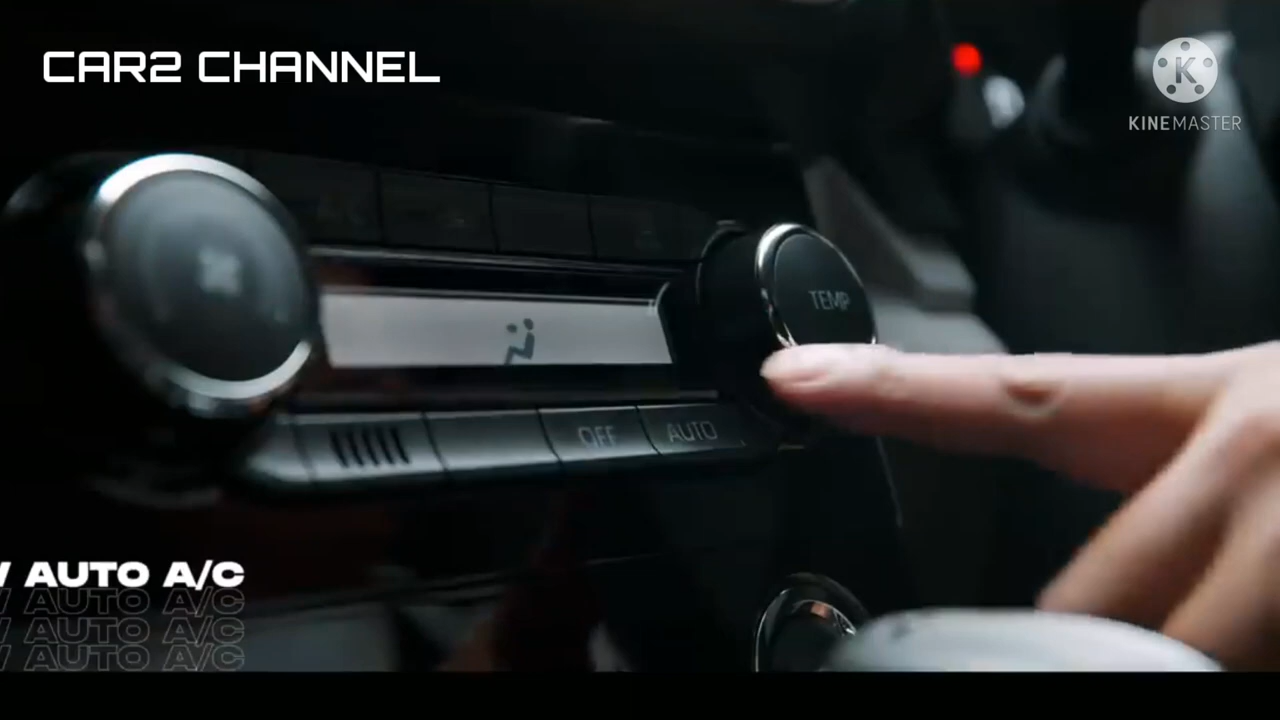 CAR2 CHANNEL
K
KINEMASTER
TEMP
OFF
AUTO
AUTO A/C
AUTO A/C
AUTO A/C
AUTO A/C